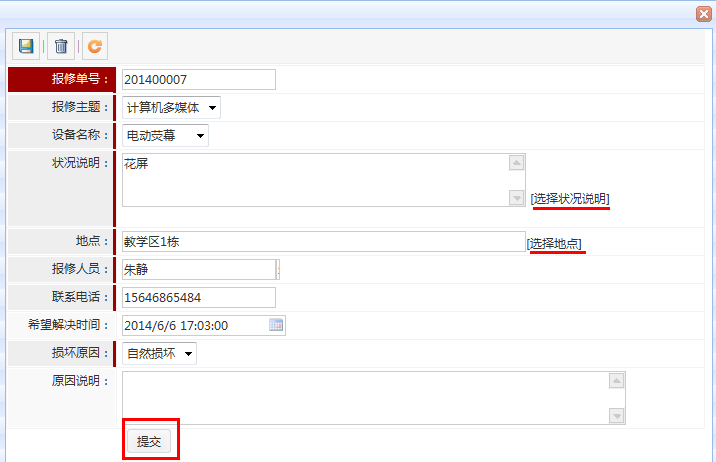 报修单号： 201400007
报修主题： 计算机多媒体
设备名称： 电动荧幕
状况说明： 花屏
[选择状况说明]
地点： 教学区1栋 [选择地点]
报修人员： 朱静
联系电话： 15646865484
希望解决时间： 2014/6/6 17:03:00
损坏原因： 自然损坏
原因说明：
提交